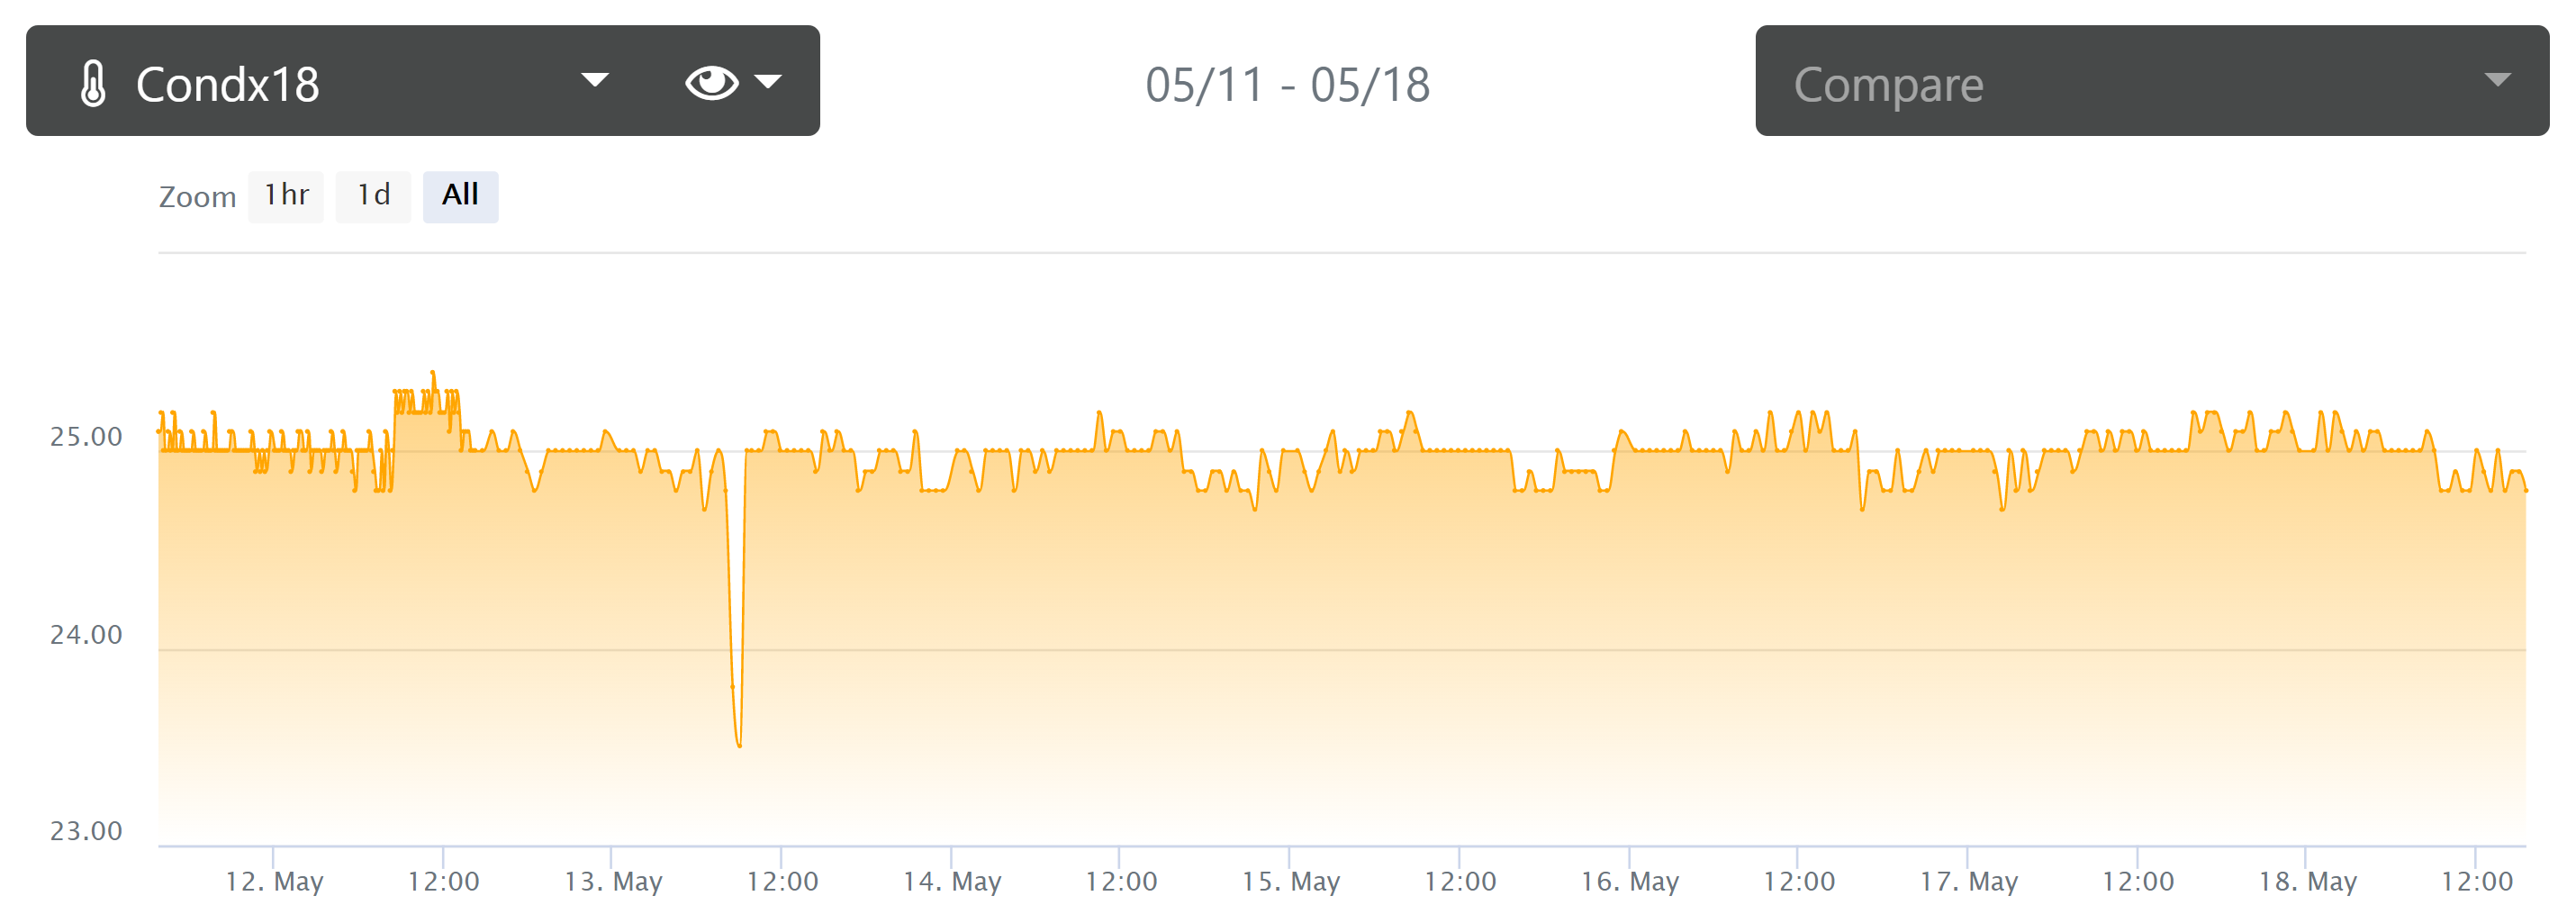 Condx18
05/11 - 05/18
Compare
Zoom 1hr 1d All
25.00
24.00
23.00
12. May 12:00 13. May 12:00 14. May 12:00 15. May 12:00 16. May 12:00 17. May 12:00 18. May 12:00